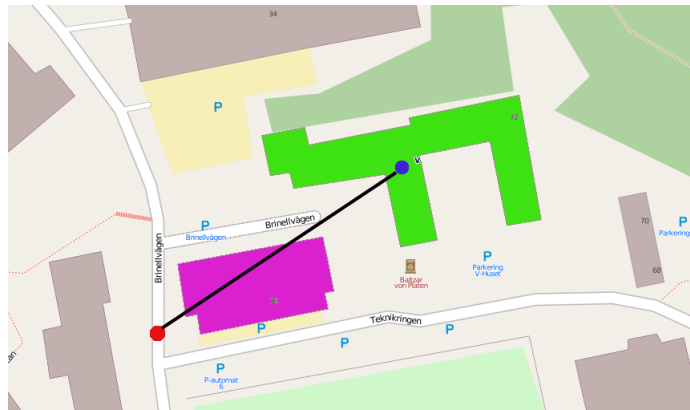 34
72
P
V
P
Brinellvägen
Brinellvägen
Brinellvägen
70
P
Parkering
P
Parkering
V-Huset
Baltzar
von Platen
68
Teknikringen
P
P
P
P
P-automat
6